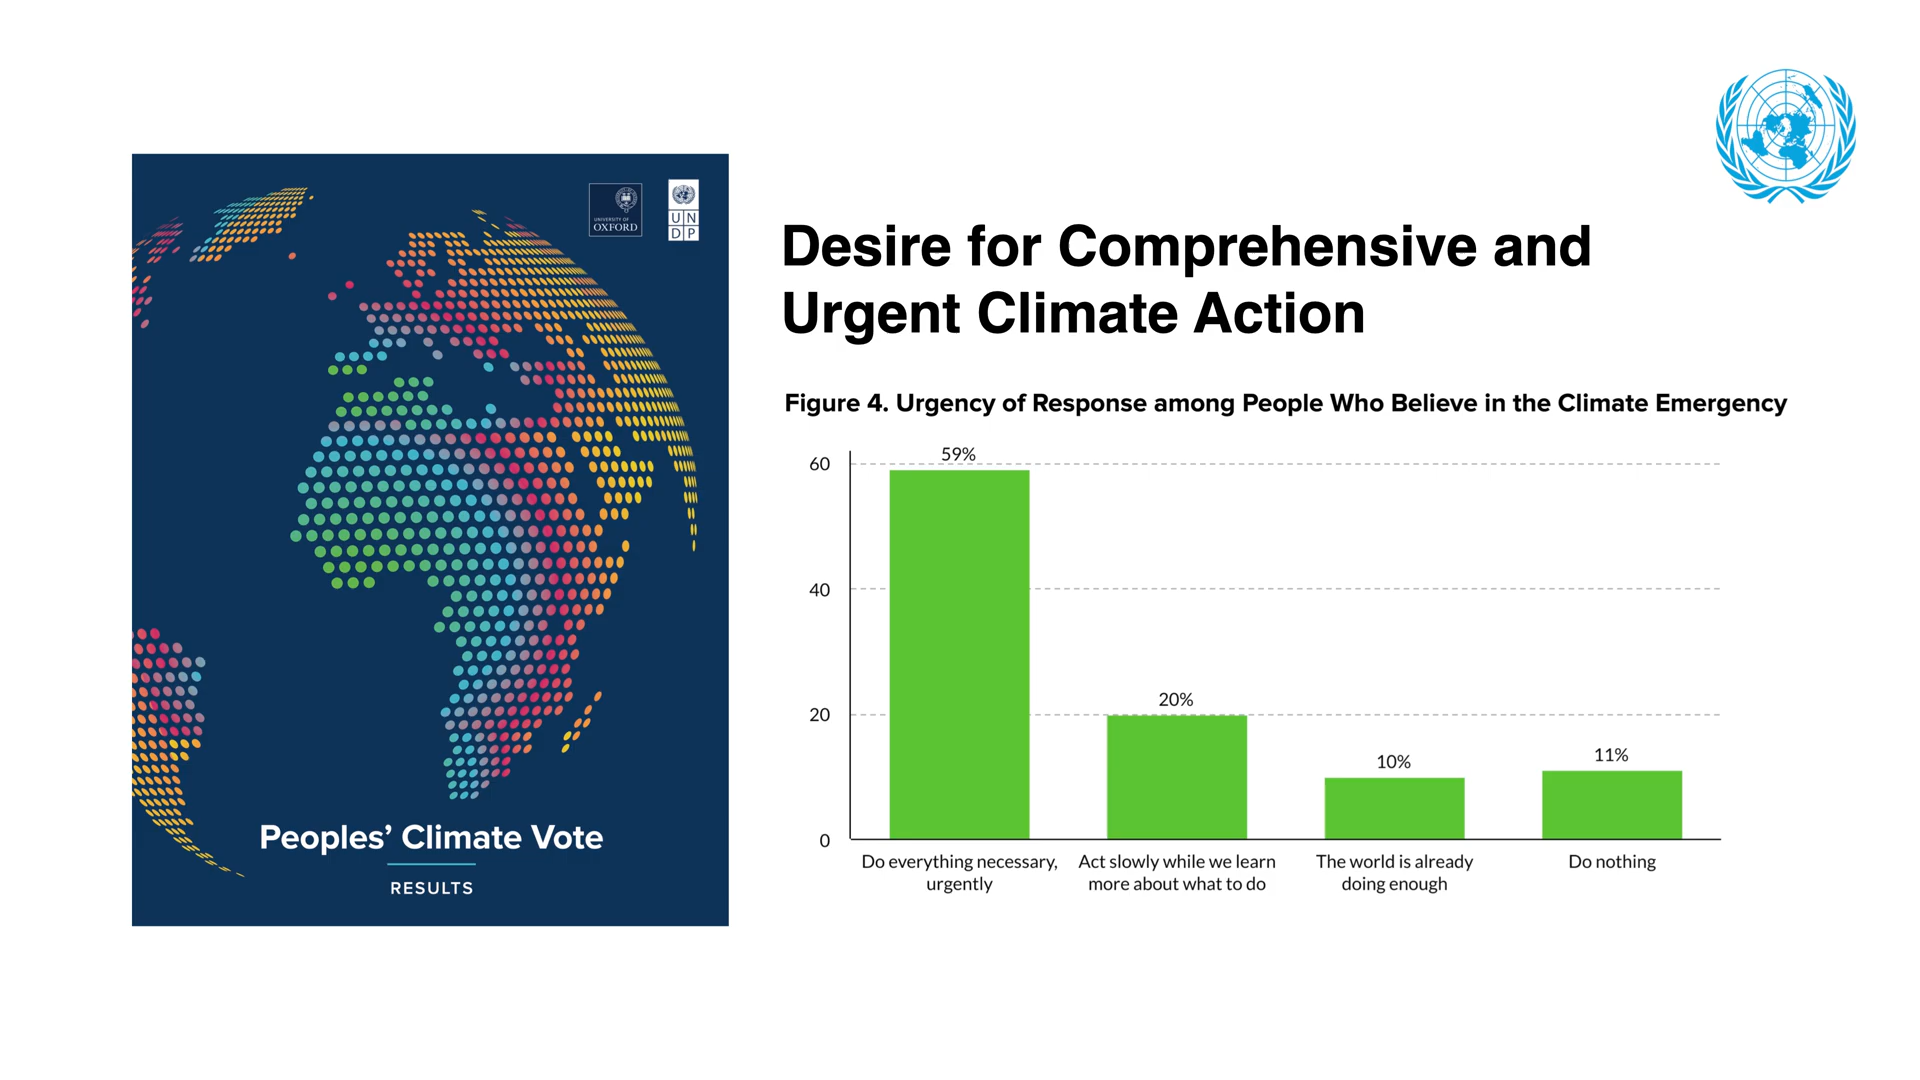 UNIVERSITY OF
OXFORD
U N
D P
Peoples’ Climate Vote
RESULTS
Desire for Comprehensive and
Urgent Climate Action
Figure 4. Urgency of Response among People Who Believe in the Climate Emergency
60
40
20
0
59%
20%
10%
11%
Do everything necessary,
urgently
Act slowly while we learn
more about what to do
The world is already
doing enough
Do nothing